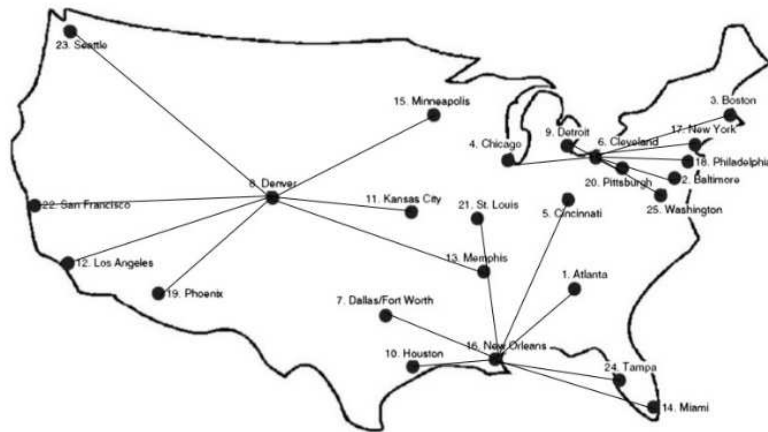 23. Seattle
15. Minneapolis
3. Boston
9. Detroit
17. New York
4. Chicago
6. Cleveland
18. Philadelphia
8. Denver
20. Pittsburgh
2. Baltimore
22. San Francisco
11. Kansas City
21. St. Louis
5. Cincinnati
25. Washington
12. Los Angeles
13. Memphis
1. Atlanta
19. Phoenix
7. Dallas/Fort Worth
16. New Orleans
10. Houston
24. Tampa
14. Miami